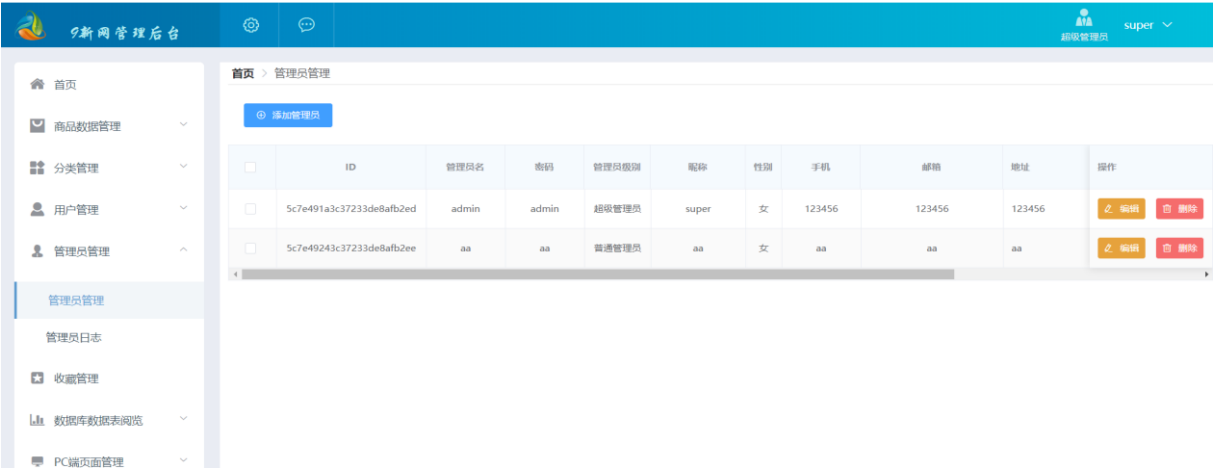 9新网管理后台
超级管理员
super
首页
商品数据管理
分类管理
用户管理
管理员管理
管理员管理
管理员日志
收藏管理
数据库数据表阅览
PC端页面管理
首页 > 管理员管理
添加管理员
ID 管理员名 密码 管理员级别 昵称 性别 手机 邮箱 地址 操作
5c7e491a3c37233de8afb2ed admin admin 超级管理员 super 女 123456 123456 123456 编辑 删除
5c7e49243c37233de8afb2ee aa aa 普通管理员 aa 女 aa aa aa 编辑 删除